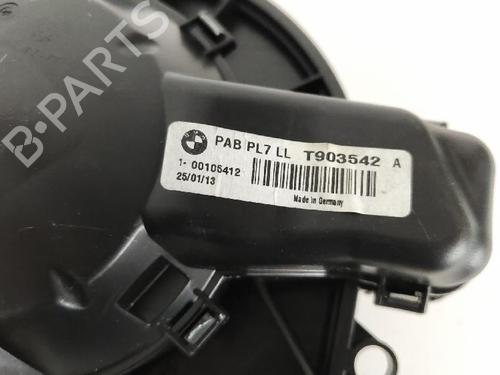 PAB PL7 LL T903542 A
1- 00105412
25/01/13
Made in Germany
B-PARTS